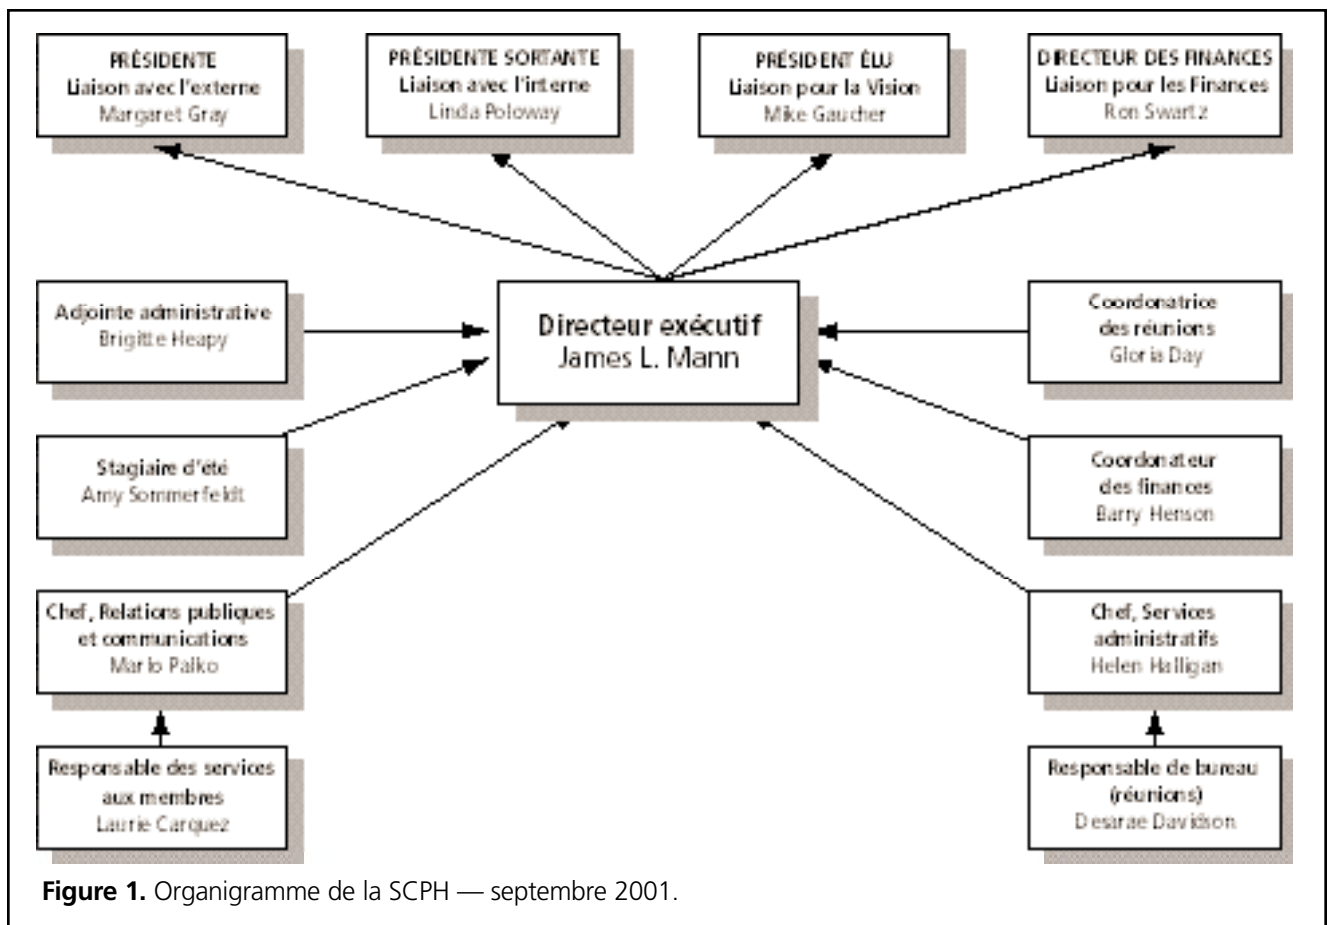 PRÉSIDENTE
Liaison avec l'externe
Margaret Gray
PRÉSIDENTE SORTANTE
Liaison avec l'interne
Linda Poloway
PRÉSIDENT ÉLU
Liaison pour la Vision
Mike Gaucher
DIRECTEUR DES FINANCES
Liaison pour les Finances
Ron Swartz
Adjointe administrative
Brigitte Heapy
Directeur exécutif
James L. Mann
Coordonatrice
des réunions
Gloria Day
Stagiaire d'été
Amy Sommerfeldt
Coordonateur
des finances
Barry Henson
Chef, Relations publiques
et communications
Mario Palko
Chef, Services
administratifs
Helen Halligan
Responsable des services
aux membres
Laurie Carquez
Responsable de bureau
(réunions)
Desarae Davidson
Figure 1. Organigramme de la SCPH — septembre 2001.